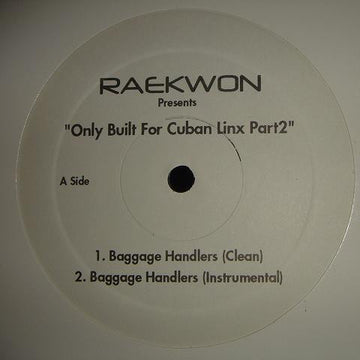 RAEKWON
Presents
"Only Built For Cuban Linx Part2"
A Side
1. Baggage Handlers (Clean)
2. Baggage Handlers (Instrumental)